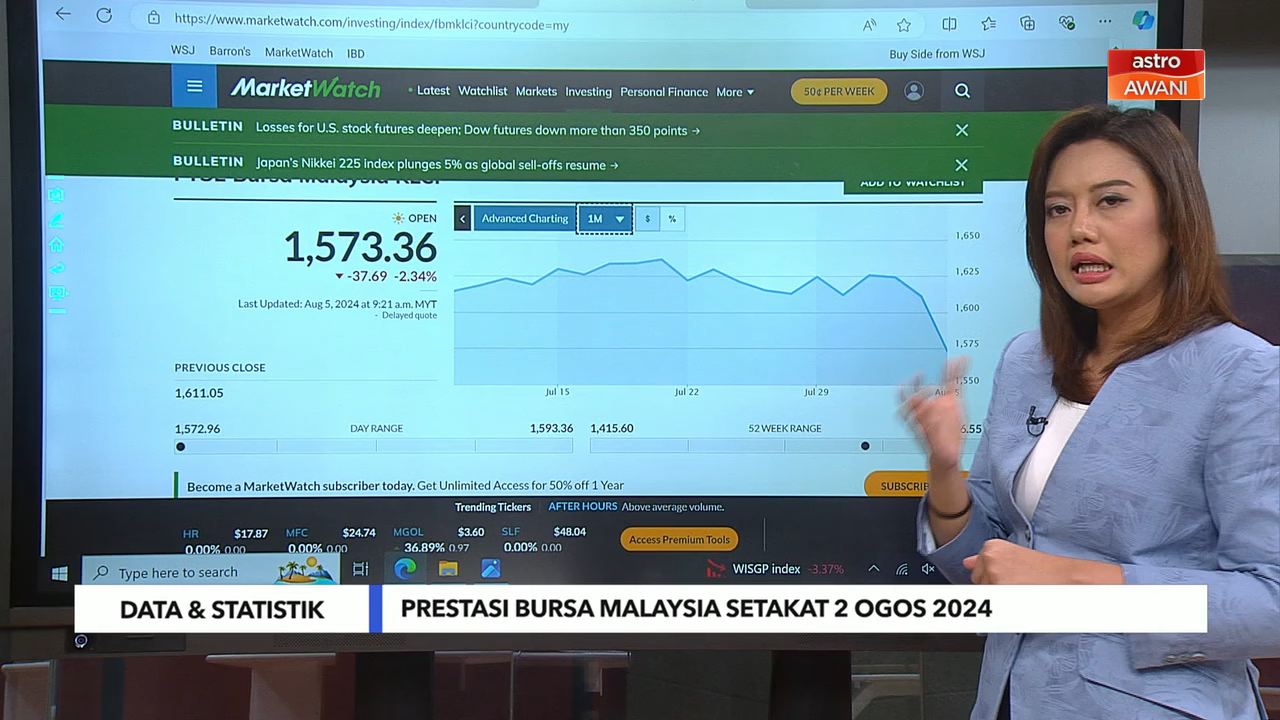 https://www.marketwatch.com/investing/index/fbmklci?countrycode=my
WSJ Barron's MarketWatch IBD
Buy Side from WSJ
astro
AWANI
MarketWatch
Latest Watchlist Markets Investing Personal Finance More
50¢ PER WEEK
BULLETIN Losses for U.S. stock futures deepen; Dow futures down more than 350 points →
BULLETIN Japan's Nikkei 225 index plunges 5% as global sell-offs resume →
FTSE Bursa Malaysia KLCI
ADD TO WATCHLIST
OPEN
1,573.36
-37.69 -2.34%
Last Updated: Aug 5, 2024 at 9:21 a.m. MYT
- Delayed quote
Advanced Charting 1M $ %
1,650
1,625
1,600
1,575
1,550
Jul 15 Jul 22 Jul 29
PREVIOUS CLOSE
1,611.05
1,572.96 DAY RANGE 1,593.36
1,415.60 52 WEEK RANGE
Become a MarketWatch subscriber today. Get Unlimited Access for 50% off 1 Year
Trending Tickers AFTER HOURS Above average volume.
HR $17.87 MFC $24.74 MGOL $3.60 SLF $48.04
0.00% 0.00 0.00% 0.00 36.89% 0.97 0.00% 0.00
Access Premium Tools
Type here to search
WISGP index -3.37%
DATA & STATISTIK
PRESTASI BURSA MALAYSIA SETAKAT 2 OGOS 2024